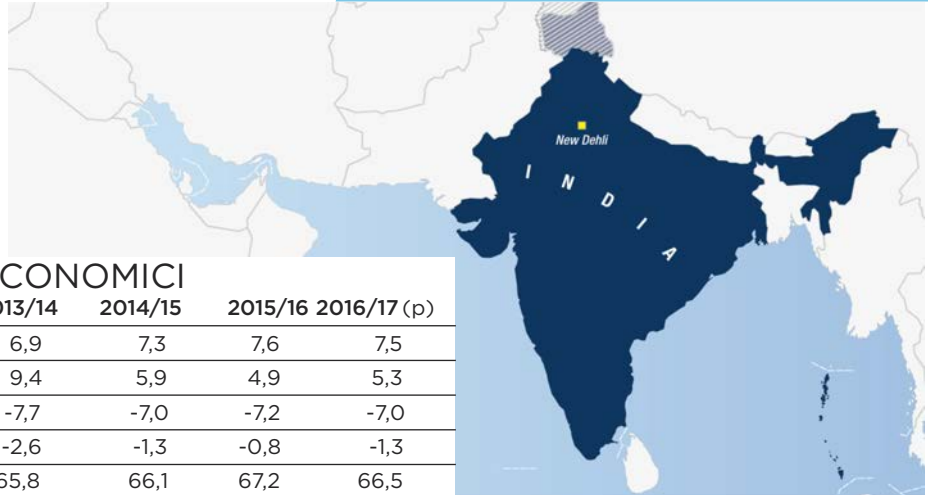 New Dehli
INDIA
CONOMICI
013/14 2014/15 2015/16 2016/17 (p)
6,9 7,3 7,6 7,5
9,4 5,9 4,9 5,3
-7,7 -7,0 -7,2 -7,0
-2,6 -1,3 -0,8 -1,3
65,8 66,1 67,2 66,5